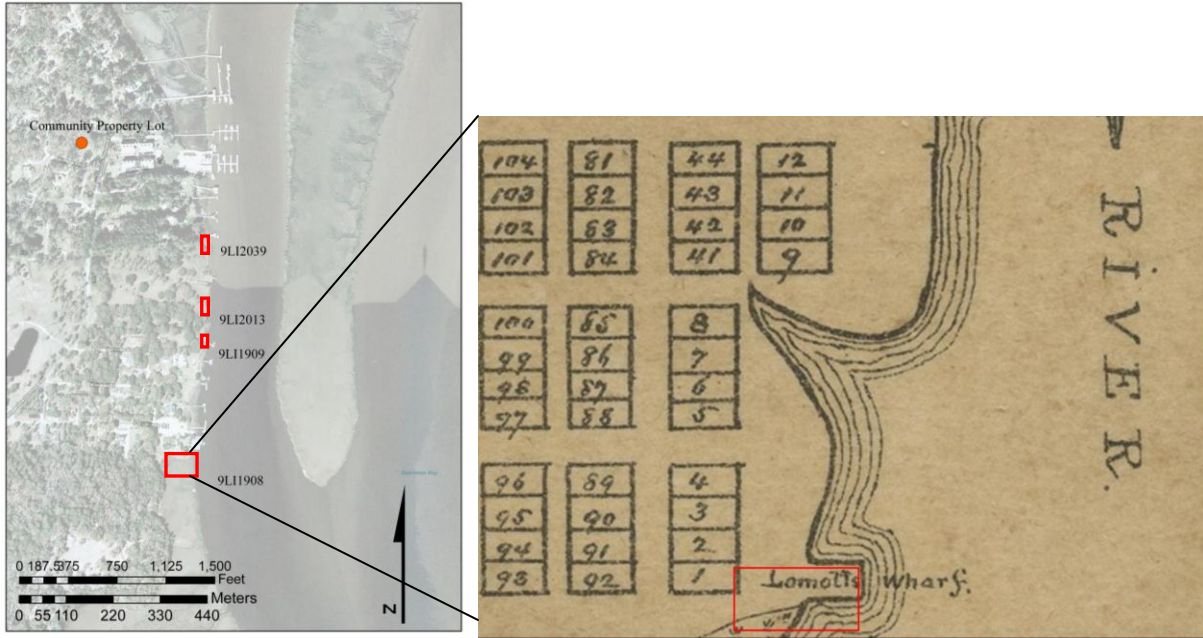 Community Property Lot
9LI2039
9LI2013
9LI1909
9LI1908
N
0 187.5 375 750 1,125 1,500
Feet
Meters
0 55 110 220 330 440
104 81 44 12
103 82 43 11
102 83 42 10
101 84 41 9
100 85 8
99 86 7
98 87 6
97 88 5
96 89 4
95 90 3
94 91 2
93 92 1
Lomotts Wharf.
RIVER.